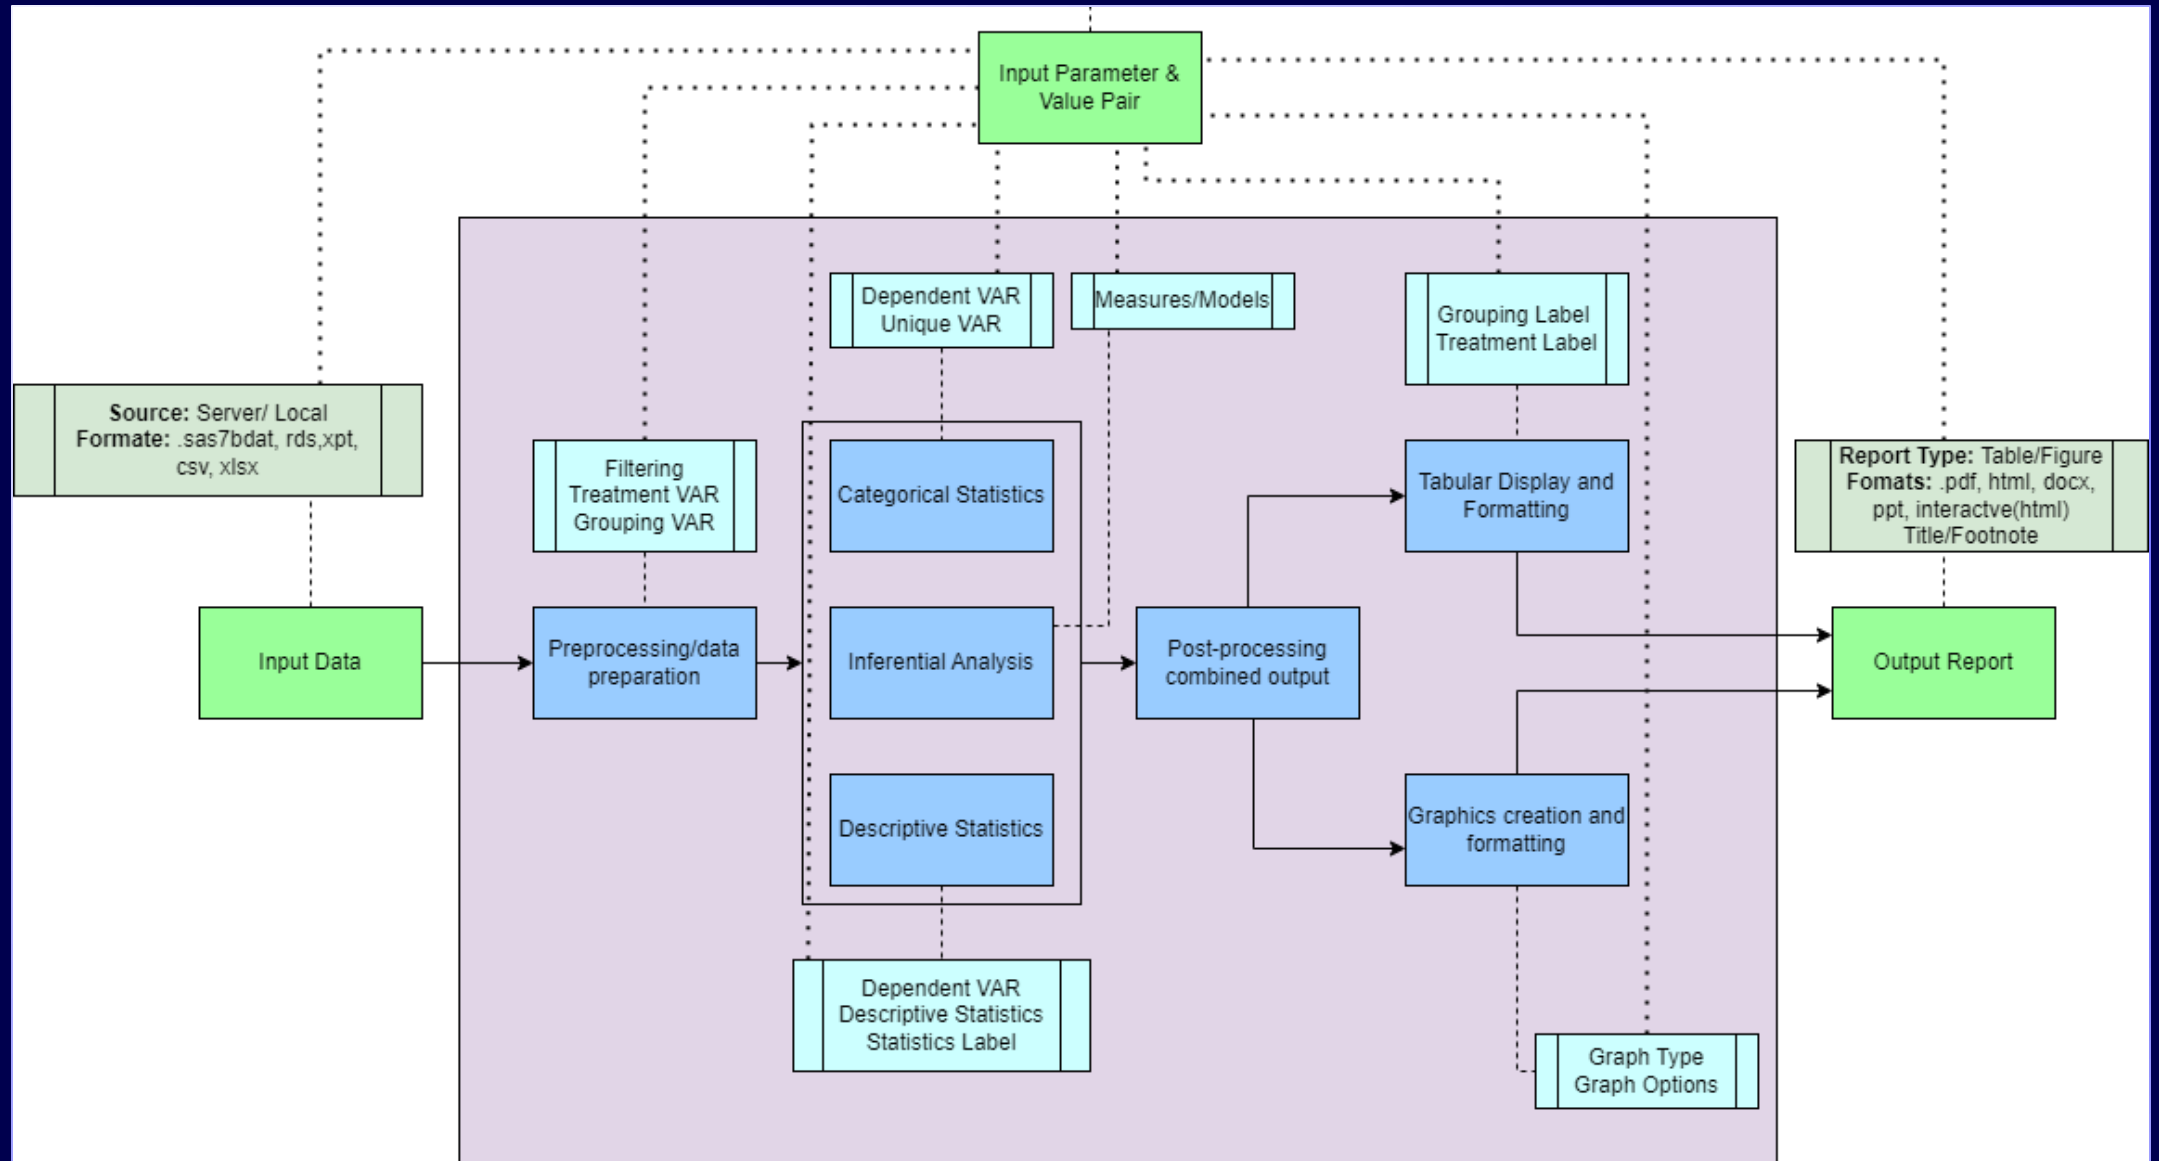 Input Parameter &
Value Pair
Dependent VAR
Unique VAR
Measures/Models
Grouping Label
Treatment Label
Source: Server/ Local
Formate: .sas7bdat, rds,xpt,
csv, xlsx
Filtering
Treatment VAR
Grouping VAR
Categorical Statistics
Tabular Display and
Formatting
Report Type: Table/Figure
Fomats: .pdf, html, docx,
ppt, interactve(html)
Title/Footnote
Input Data
Preprocessing/data
preparation
Inferential Analysis
Post-processing
combined output
Output Report
Descriptive Statistics
Graphics creation and
formatting
Dependent VAR
Descriptive Statistics
Statistics Label
Graph Type
Graph Options